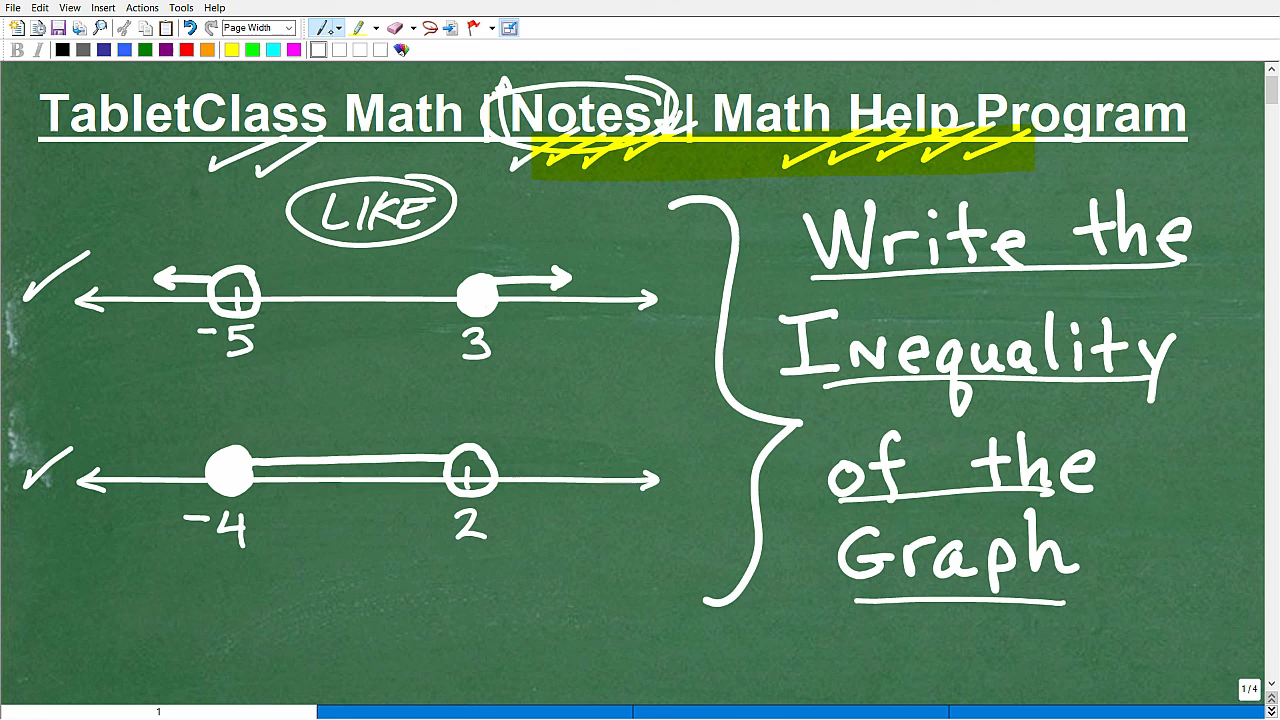 File Edit View Insert Actions Tools Help
Page Width
B I
TabletClass Math | Notes | Math Help Program
LIKE
-5 3
-4 2
Write the
Inequality
of the
Graph
1/4
1